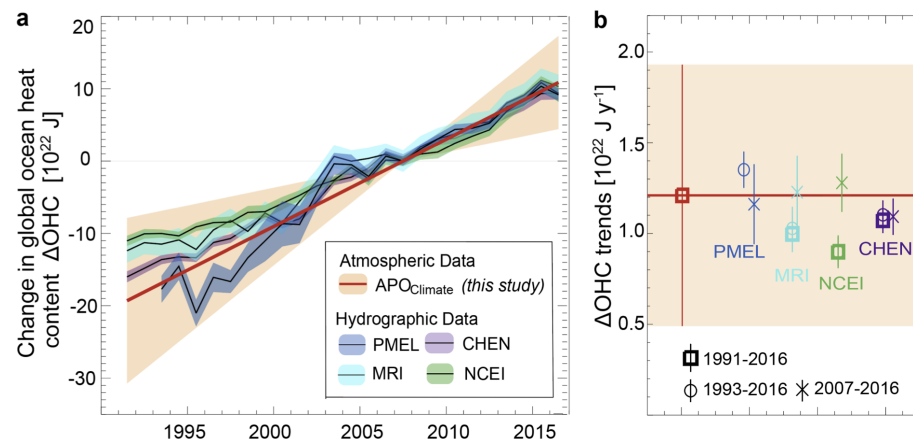 a
Change in global ocean heat
content ΔOHC [10²² J]
20
10
0
-10
-20
-30
1995
2000
2005
2010
2015
Atmospheric Data
APOClimate (this study)
Hydrographic Data
PMEL
CHEN
MRI
NCEI
b
ΔOHC trends [10²² J y⁻¹]
2.0
1.5
1.0
0.5
PMEL
MRI
NCEI
CHEN
1991-2016
1993-2016
2007-2016